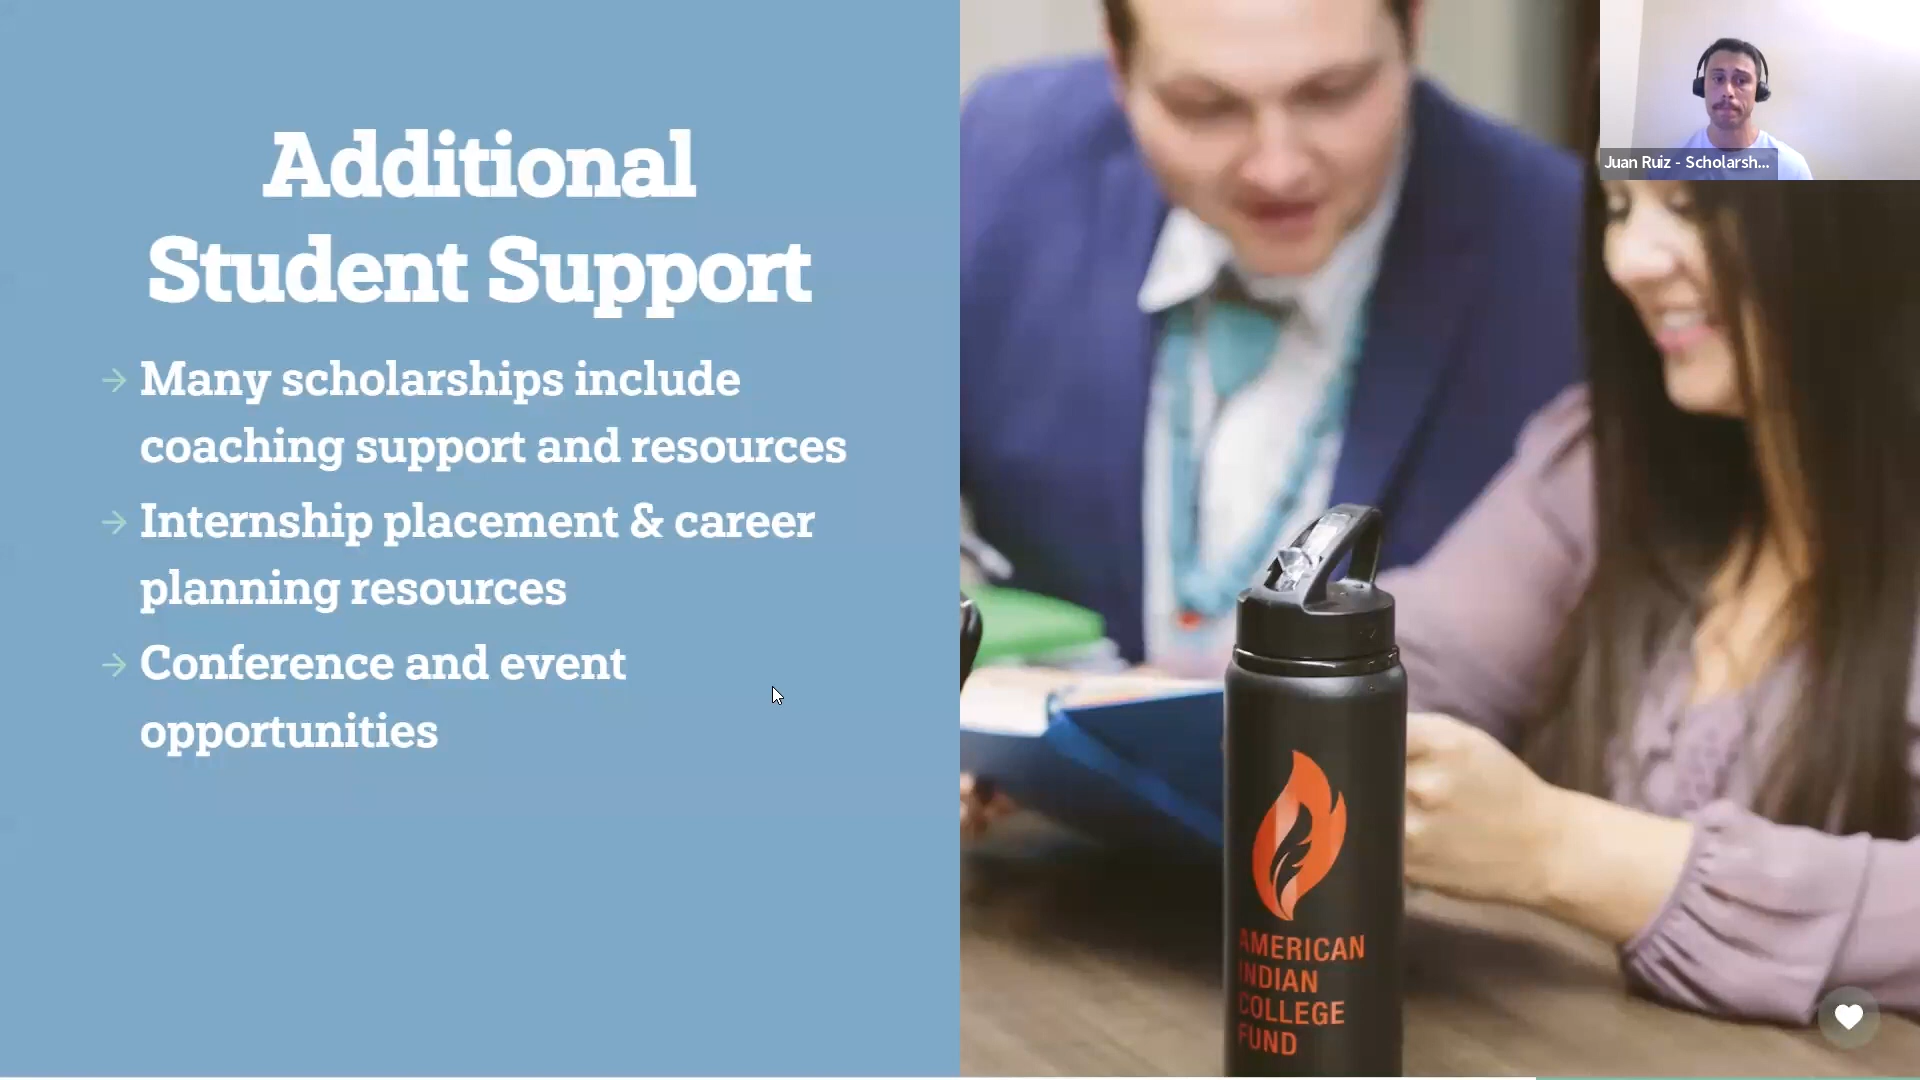 Additional
Student Support
Many scholarships include
coaching support and resources
Internship placement & career
planning resources
Conference and event
opportunities
Juan Ruiz - Scholarsh...
AMERICAN
INDIAN
COLLEGE
FUND